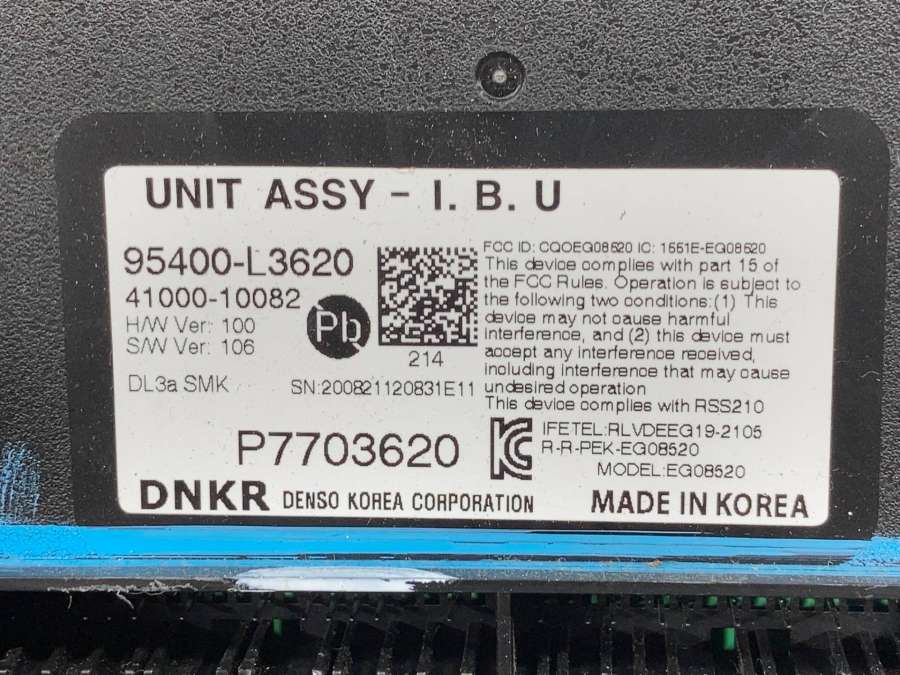 UNIT ASSY - I. B. U
95400-L3620
41000-10082
H/W Ver: 100
S/W Ver: 106
Pb
214
DL3a SMK
SN:200821120831E11
FCC ID: CQOEG08520 IC: 1551E-EG08520
This device complies with part 15 of
the FCC Rules. Operation is subject to
the following two conditions:(1) This
device may not cause harmful
interference, and (2) this device must
accept any interference received,
including interference that may cause
undesired operation
This device complies with RSS210
P7703620
IFETEL:RLVDEEG19-2105
R-R-PEK-EG08520
MODEL:EG08520
DNKR DENSO KOREA CORPORATION
MADE IN KOREA